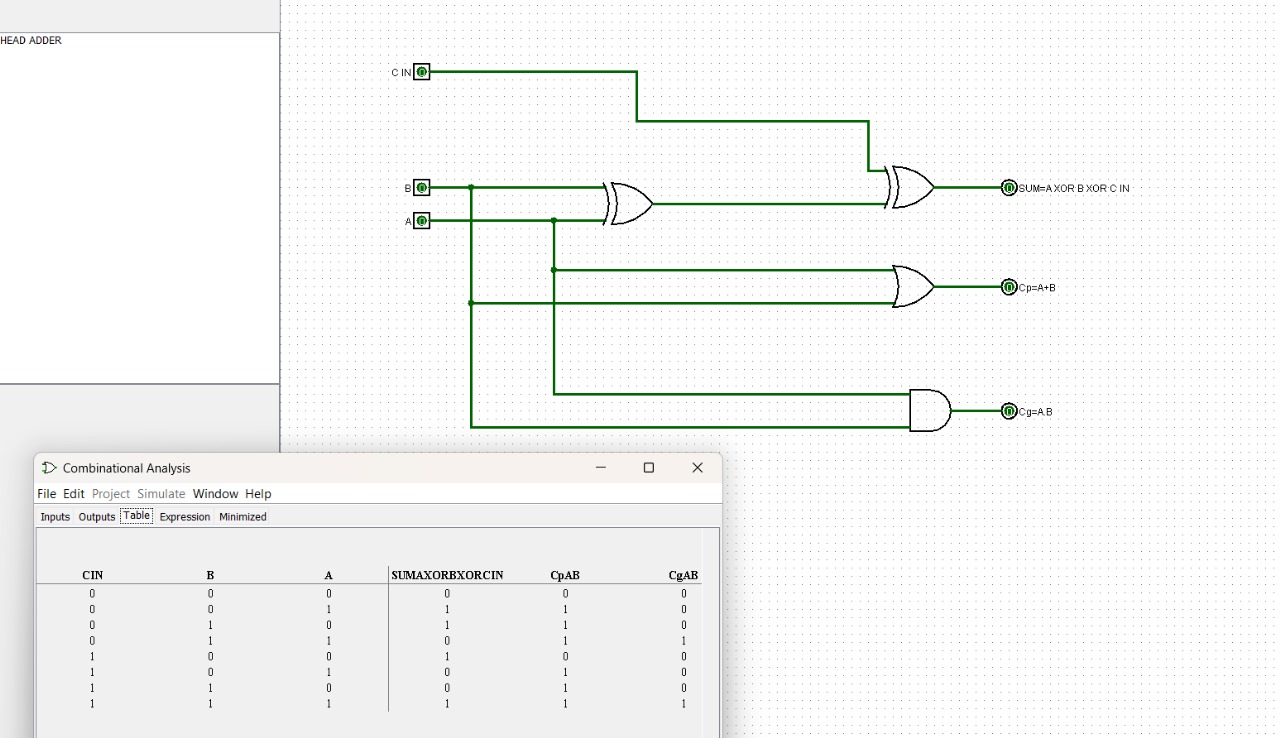 HEAD ADDER
C IN
B
SUM=A XOR B XOR C IN
A
Cp=A+B
Cg=A.B
Combinational Analysis
File Edit Project Simulate Window Help
Inputs Outputs Table Expression Minimized
CIN B A SUMAXORBXORCIN CpAB CgAB
0 0 0 0 0 0
0 0 1 1 1 0
0 1 0 1 1 0
0 1 1 0 1 1
1 0 0 1 0 0
1 0 1 0 1 0
1 1 0 0 1 0
1 1 1 1 1 1